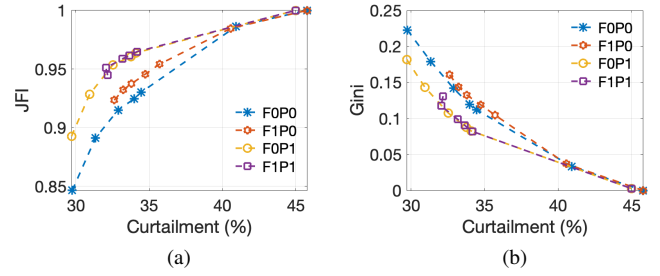 1
0.95
0.9
0.85
JFI
30
35
40
45
Curtailment (%)
F0P0
F1P0
F0P1
F1P1
(a)
0.25
0.2
0.15
0.1
0.05
0
Gini
30
35
40
45
Curtailment (%)
F0P0
F1P0
F0P1
F1P1
(b)